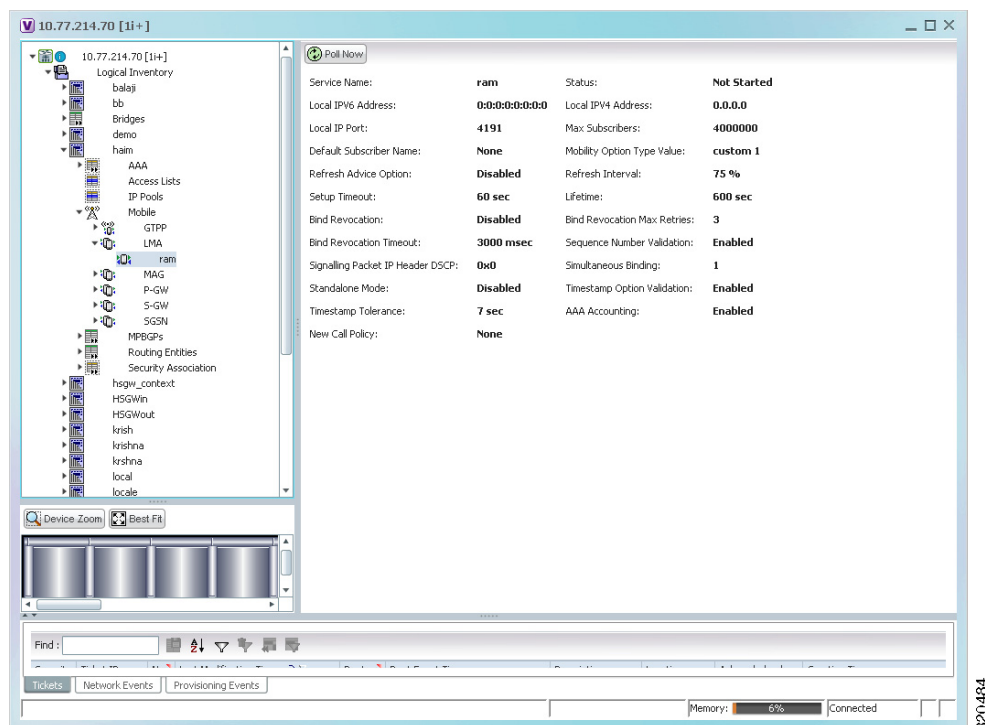 10.77.214.70 [1i+]
10.77.214.70 [1i+]
Logical Inventory
balaji
bb
Bridges
demo
haim
AAA
Access Lists
IP Pools
Mobile
GTPP
LMA
ram
MAG
P-GW
S-GW
SGSN
MPBGPs
Routing Entities
Security Association
hsgw_context
HSGWin
HSGWout
krish
krishna
krshna
local
locale
Device Zoom Best Fit
Poll Now
Service Name: ram Status: Not Started
Local IPV6 Address: 0:0:0:0:0:0:0:0 Local IPV4 Address: 0.0.0.0
Local IP Port: 4191 Max Subscribers: 4000000
Default Subscriber Name: None Mobility Option Type Value: custom 1
Refresh Advice Option: Disabled Refresh Interval: 75 %
Setup Timeout: 60 sec Lifetime: 600 sec
Bind Revocation: Disabled Bind Revocation Max Retries: 3
Bind Revocation Timeout: 3000 msec Sequence Number Validation: Enabled
Signalling Packet IP Header DSCP: 0x0 Simultaneous Binding: 1
Standalone Mode: Disabled Timestamp Option Validation: Enabled
Timestamp Tolerance: 7 sec AAA Accounting: Enabled
New Call Policy: None
Find :
Tickets Network Events Provisioning Events
Memory: 6% Connected
320484